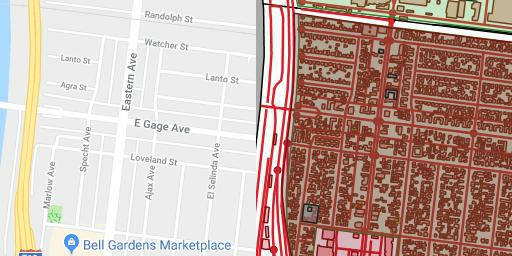 Randolph St
Watcher St
Lanto St
Lanto St
Agra St
Eastern Ave
E Gage Ave
Loveland St
Specht Ave
Marlow Ave
Ajax Ave
El Selinda Ave
Bell Gardens Marketplace